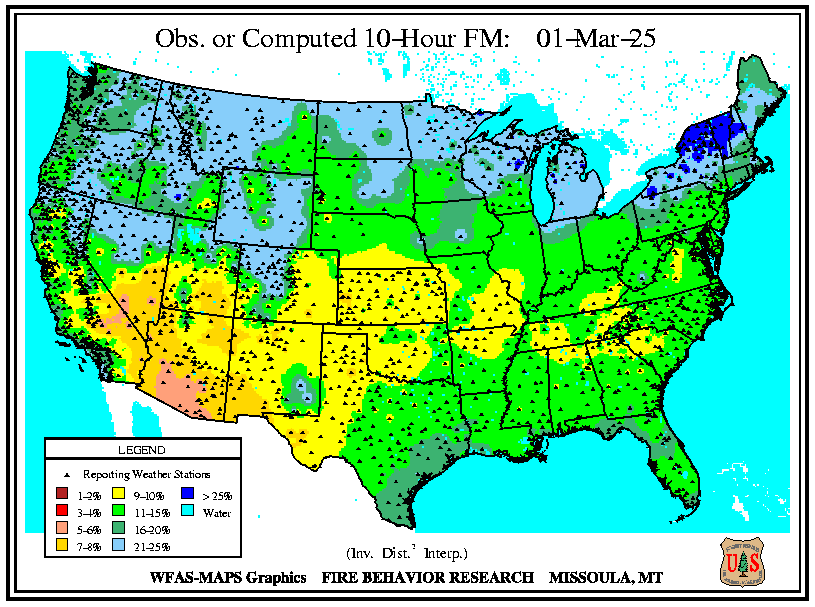 Obs. or Computed 10-Hour FM: 01-Mar-25
LEGEND
Reporting Weather Stations
1-2% 9-10% > 25%
3-4% 11-15% Water
5-6% 16-20%
7-8% 21-25%
(Inv. Dist.² Interp.)
WFAS-MAPS Graphics FIRE BEHAVIOR RESEARCH MISSOULA, MT
U S